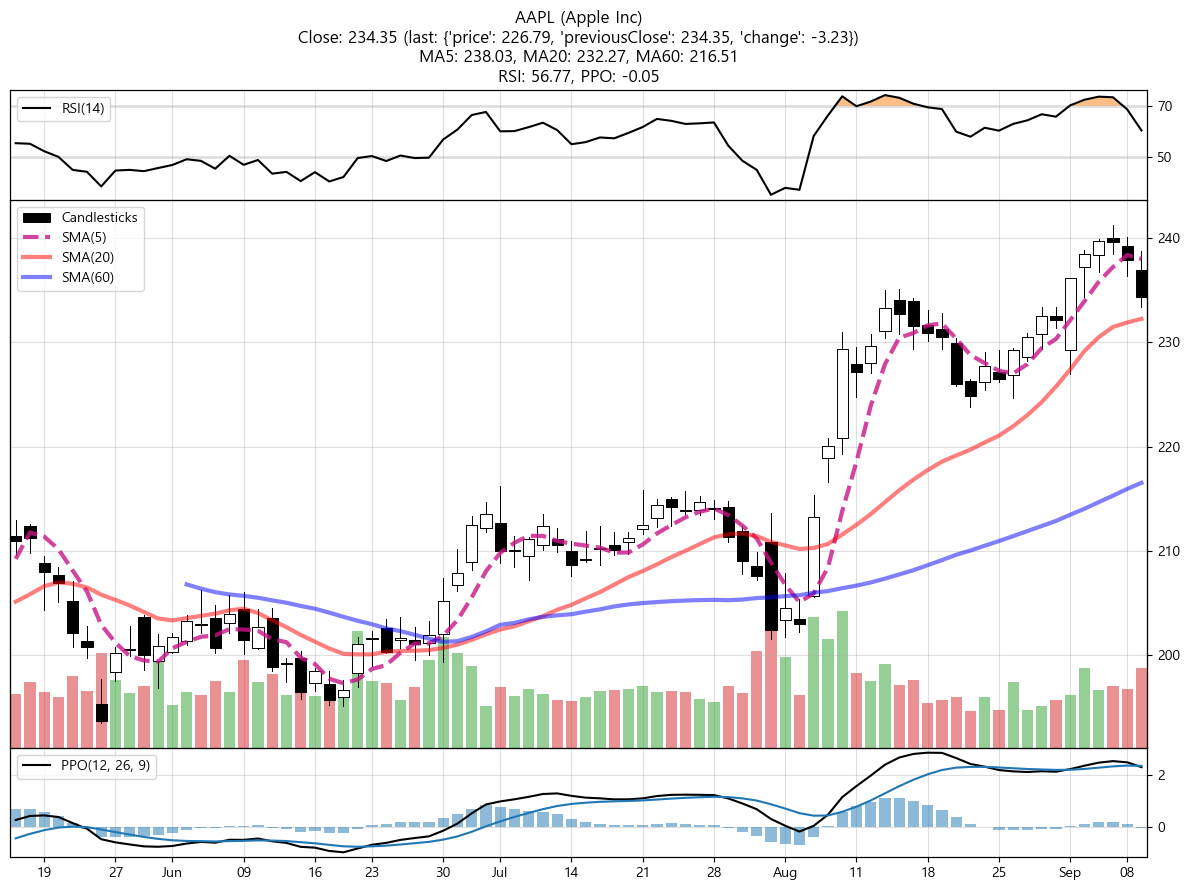 AAPL (Apple Inc)
Close: 234.35 (last: {'price': 226.79, 'previousClose': 234.35, 'change': -3.23})
MA5: 238.03, MA20: 232.27, MA60: 216.51
RSI: 56.77, PPO: -0.05
RSI(14)
70
50
Candlesticks
SMA(5)
SMA(20)
SMA(60)
240
230
220
210
200
PPO(12, 26, 9)
2
0
19 27 Jun 09 16 23 30 Jul 14 21 28 Aug 11 18 25 Sep 08